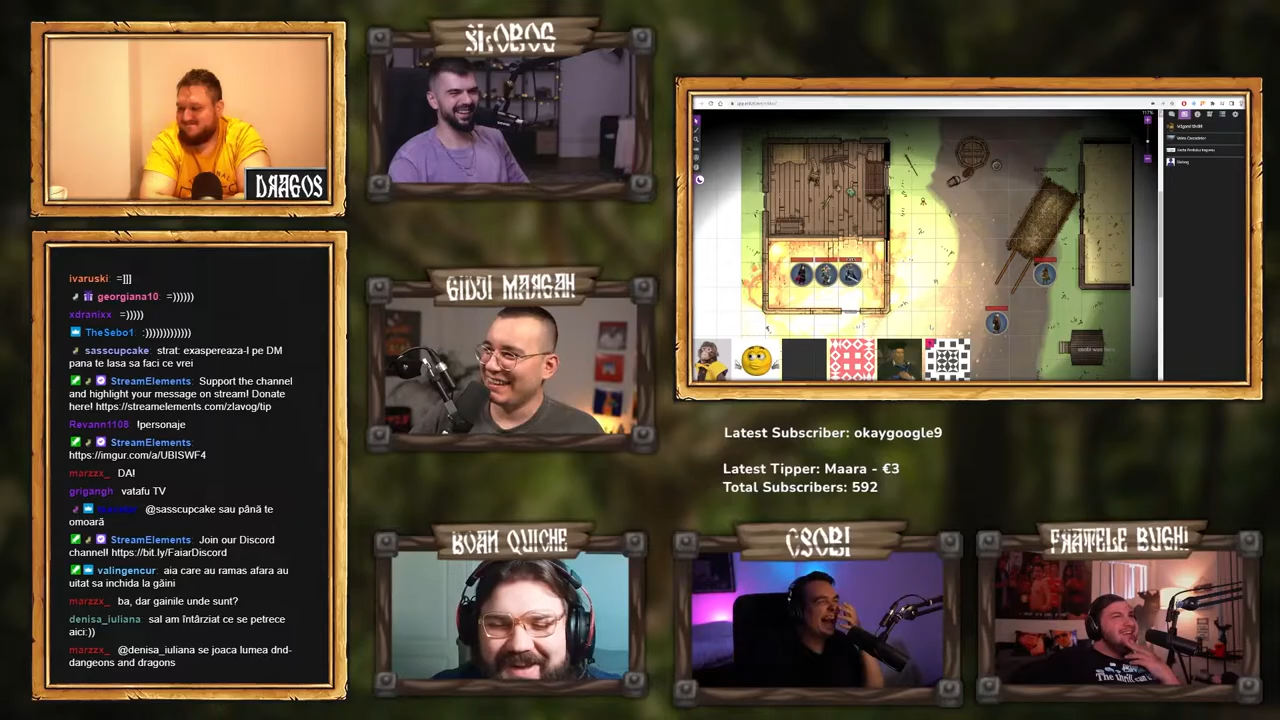 DRAGOS
ivaruski: =]]]
georgiana10: =))))))
xdranixx: =)))))
TheSebo1: :))))))))))))
sasscupcake: strat: exaspereaza-l pe DM
pana te lasa sa faci ce vrei
StreamElements: Support the channel
and highlight your message on stream! Donate
here! https://streamelements.com/zlavog/tip
Revann1108: !personaje
StreamElements:
https://imgur.com/a/UBISWF4
marzzx_: DA!
grigangh: vatafu TV
@sasscupcake sau până te
omoară
StreamElements: Join our Discord
channel! https://bit.ly/FaiarDiscord
valingencur: aia care au ramas afara au
uitat sa inchida la găini
marzzx_: ba, dar gainile unde sunt?
denisa_iuliana: sal am întârziat ce se petrece
aici:))
marzzx_: @denisa_iuliana se joaca lumea dnd-
dangeons and dragons
GIDJI MARGAH
BOAN QUICHE
CSOBI
FRATELE BUGHI
The thrill
Latest Subscriber: okaygoogle9
Latest Tipper: Maara - €3
Total Subscribers: 592